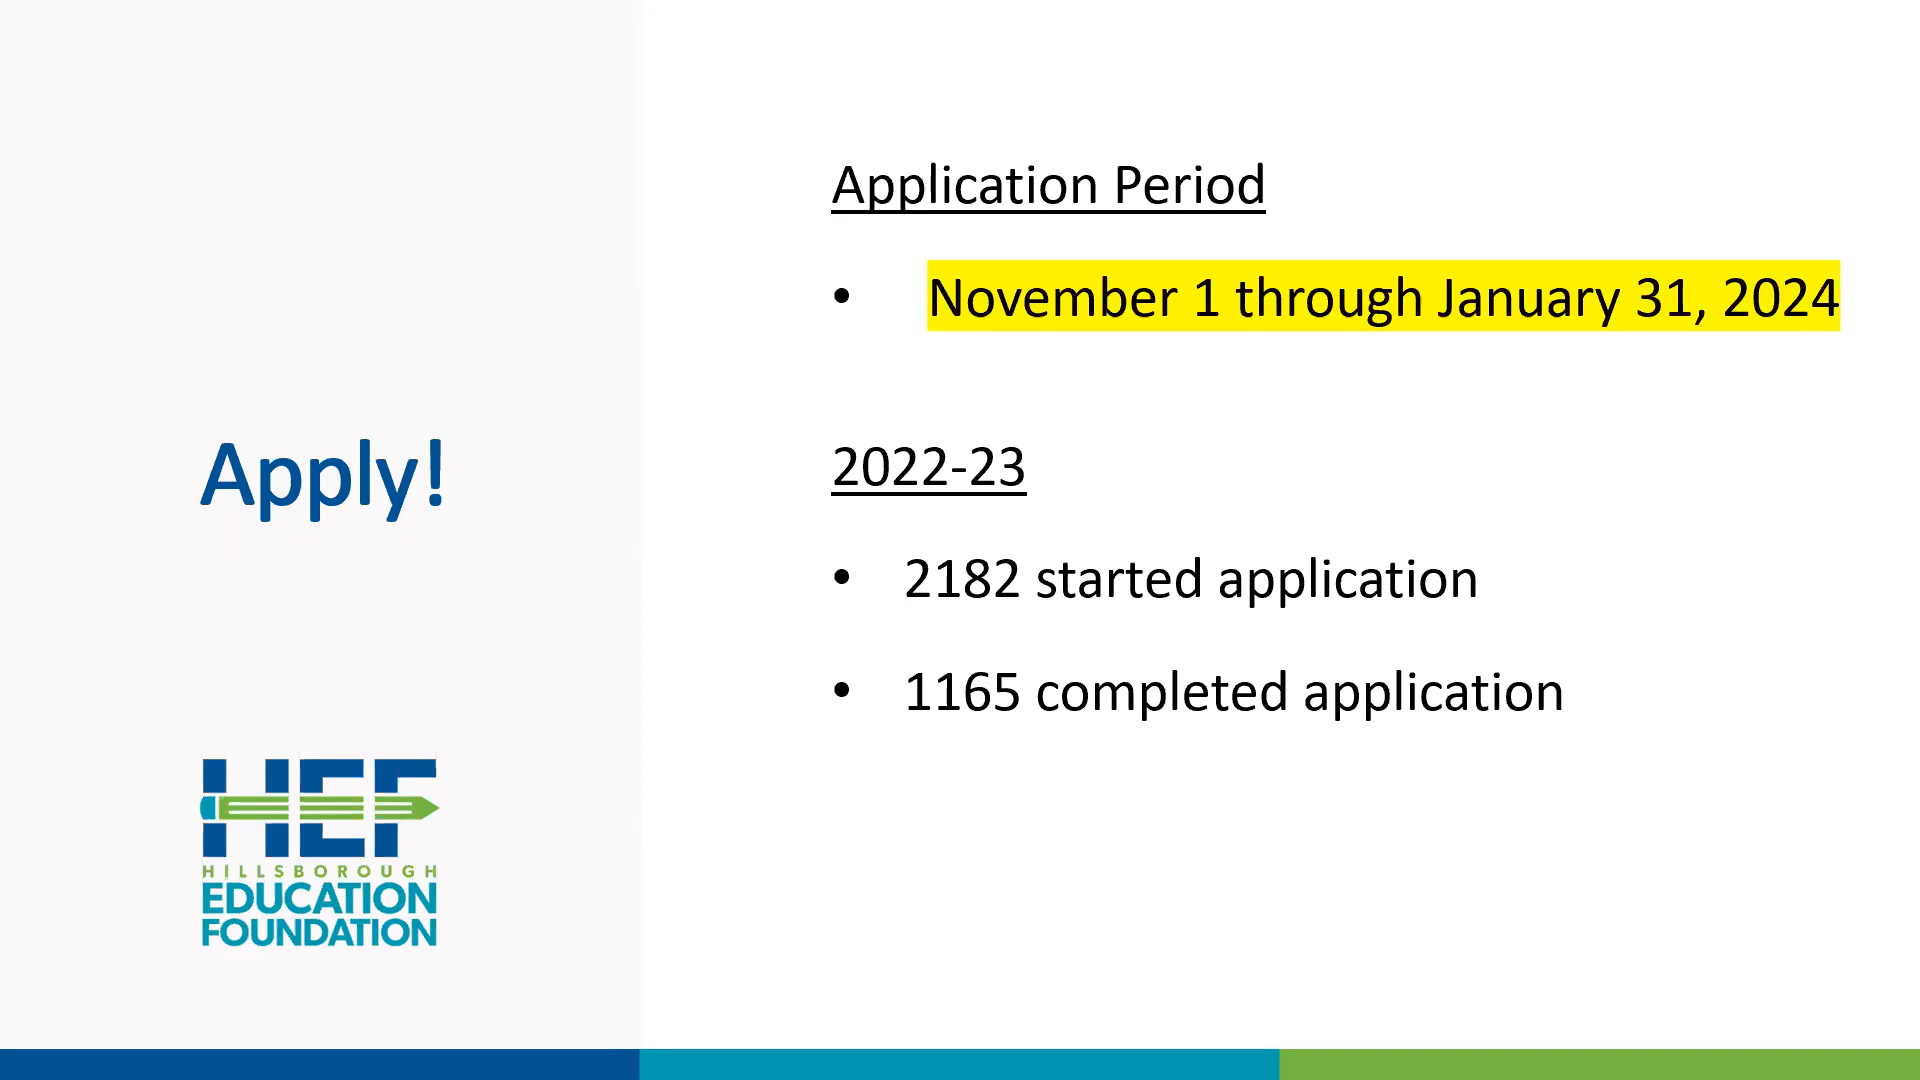 Apply!
HEF
HILLSBOROUGH
EDUCATION
FOUNDATION
Application Period
• November 1 through January 31, 2024
2022-23
• 2182 started application
• 1165 completed application